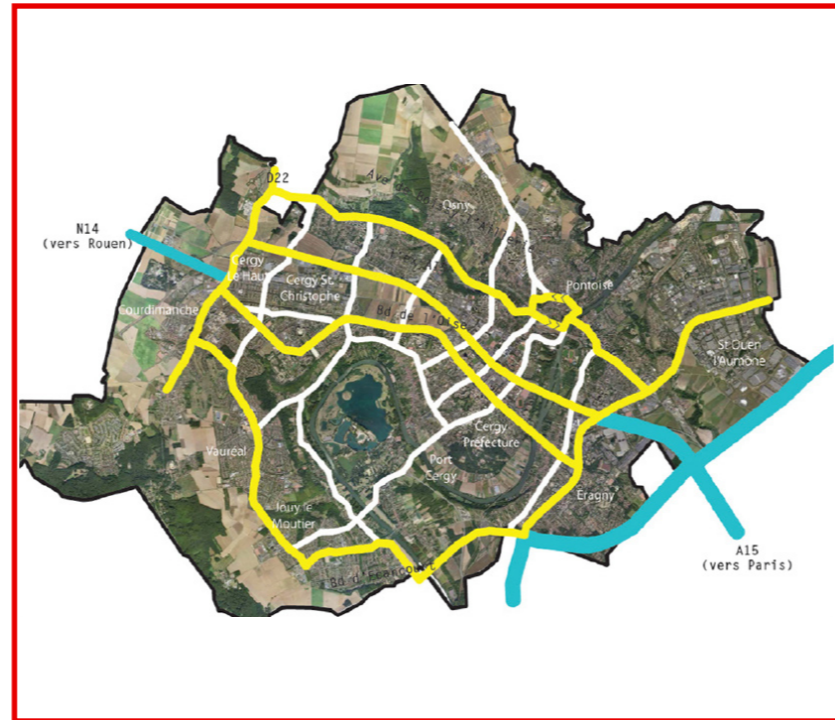 D22
Ave
Osny
N14
(vers Rouen)
Cergy
Le Haut
Cergy St.
Christophe
Pontoise
<<
>>
Courdimanche
Bd de l'Oise
St Ouen
l'Aumone
Cergy
Préfecture
Vauréal
Port
Cergy
Eragny
Jouy le
Moutier
A15
(vers Paris)
Bd d'Ecancourt